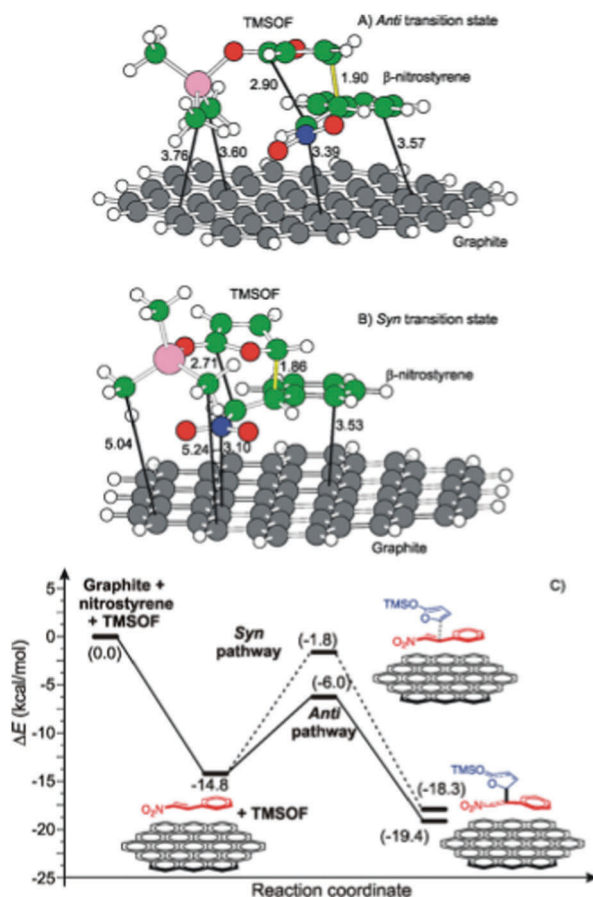 TMSOF
A) Anti transition state
2.90
1.90
β-nitrostyrene
3.76
3.60
3.39
3.57
Graphite
TMSOF
B) Syn transition state
2.71
1.86
β-nitrostyrene
5.04
5.24
3.10
3.53
Graphite
C)
5
0
-5
-10
-15
-20
-25
ΔE (kcal/mol)
Graphite +
nitrostyrene
+ TMSOF
(0.0)
Syn
pathway
(-1.8)
(-6.0)
Anti
pathway
-14.8
O₂N
+ TMSOF
(-18.3)
(-19.4)
TMSO
O
O₂N
TMSO
O
O₂N
Reaction coordinate